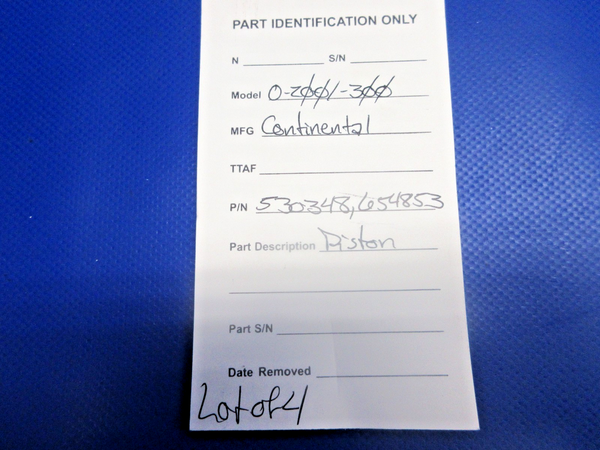 PART IDENTIFICATION ONLY
N S/N
Model O-200/-300
MFG Continental
TTAF
P/N 530348, 654853
Part Description Piston
Part S/N
Date Removed
Lot of 4